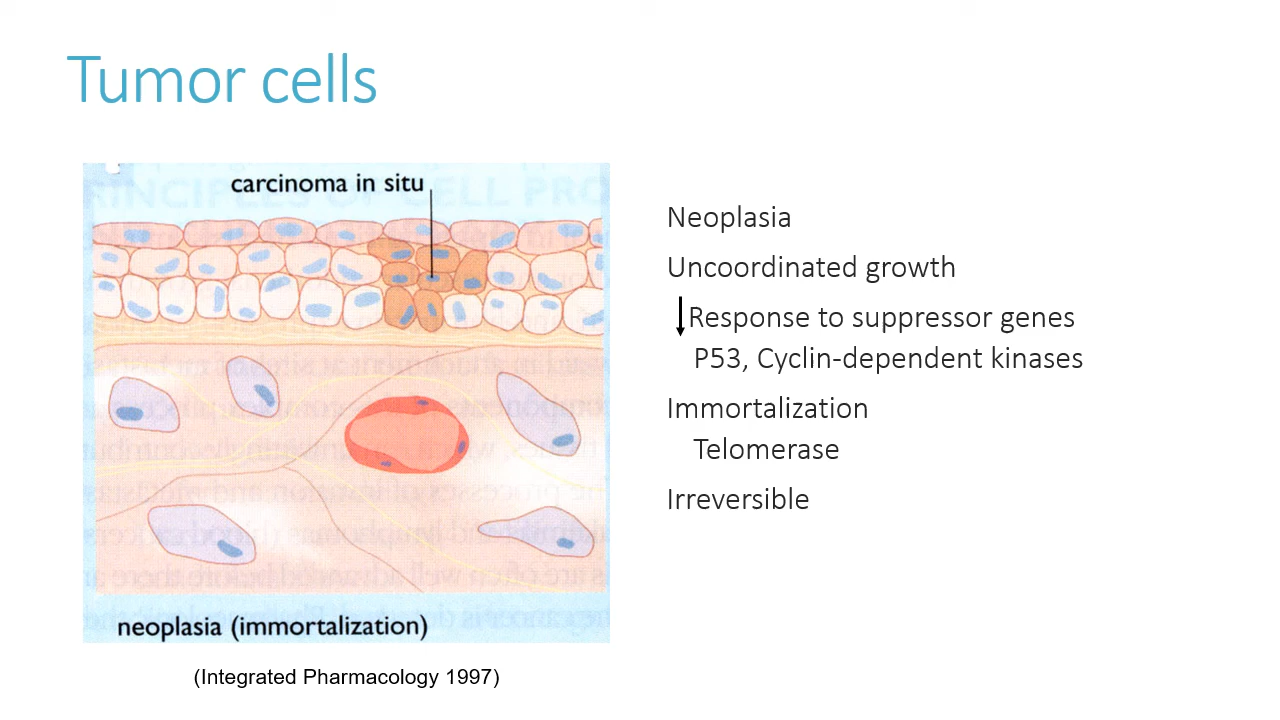 Tumor cells
carcinoma in situ
neoplasia (immortalization)
(Integrated Pharmacology 1997)
Neoplasia
Uncoordinated growth
↓Response to suppressor genes
P53, Cyclin-dependent kinases
Immortalization
Telomerase
Irreversible